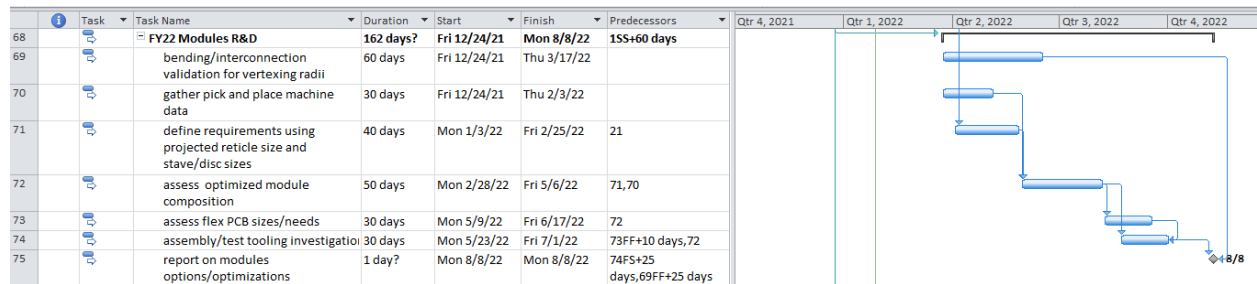 Task Task Name Duration Start Finish Predecessors Qtr 4, 2021 Qtr 1, 2022 Qtr 2, 2022 Qtr 3, 2022 Qtr 4, 2022
68 FY22 Modules R&D 162 days? Fri 12/24/21 Mon 8/8/22 1SS+60 days
69 bending/interconnection 60 days Fri 12/24/21 Thu 3/17/22
validation for vertexing radii
70 gather pick and place machine 30 days Fri 12/24/21 Thu 2/3/22
data
71 define requirements using 40 days Mon 1/3/22 Fri 2/25/22 21
projected reticle size and
stave/disc sizes
72 assess optimized module 50 days Mon 2/28/22 Fri 5/6/22 71,70
composition
73 assess flex PCB sizes/needs 30 days Mon 5/9/22 Fri 6/17/22 72
74 assembly/test tooling investigatio 30 days Mon 5/23/22 Fri 7/1/22 73FF+10 days,72
75 report on modules 1 day? Mon 8/8/22 Mon 8/8/22 74FS+25 8/8
options/optimizations days,69FF+25 days